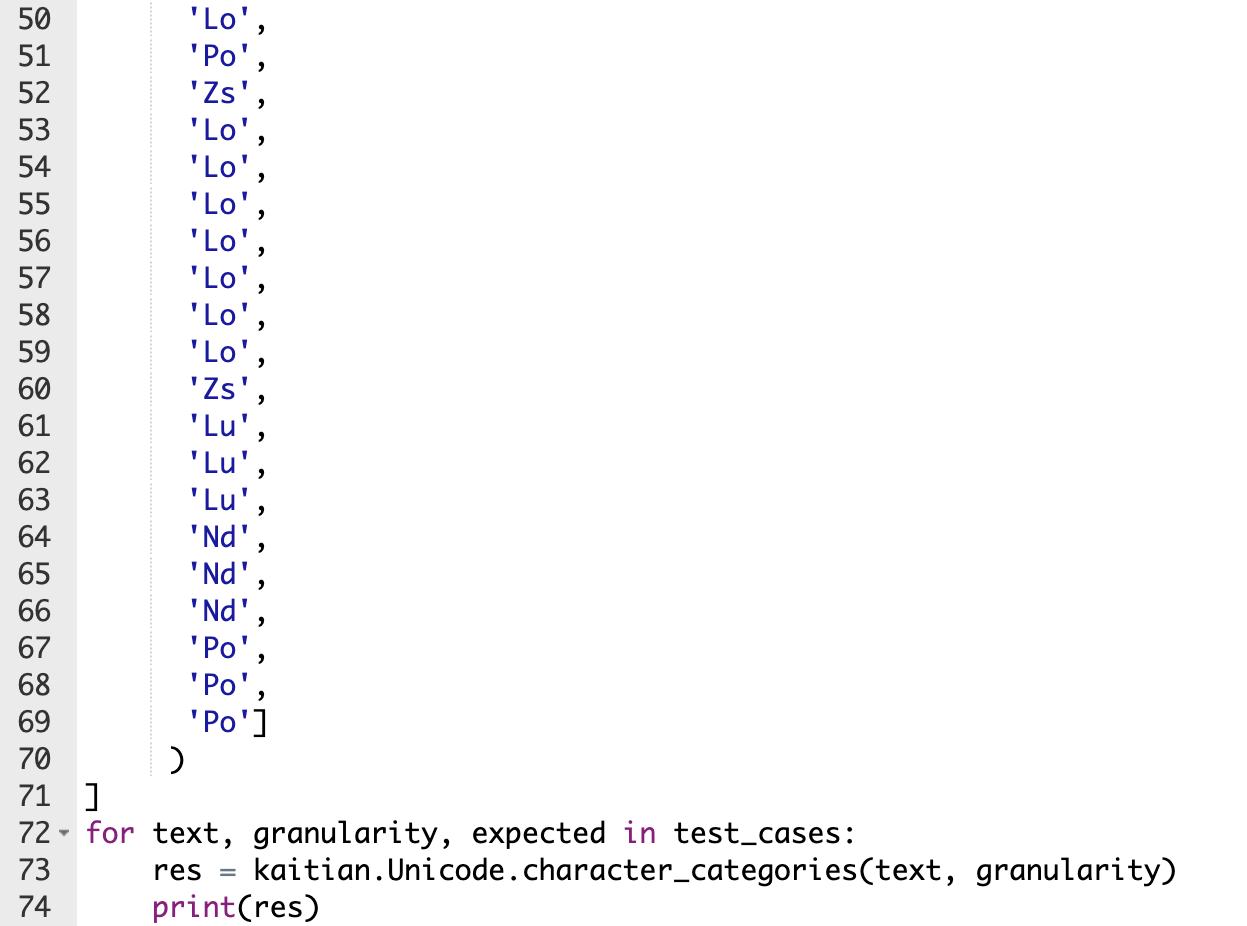 50 'Lo',
51 'Po',
52 'Zs',
53 'Lo',
54 'Lo',
55 'Lo',
56 'Lo',
57 'Lo',
58 'Lo',
59 'Lo',
60 'Zs',
61 'Lu',
62 'Lu',
63 'Lu',
64 'Nd',
65 'Nd',
66 'Nd',
67 'Po',
68 'Po',
69 'Po']
70 )
71 ]
72 for text, granularity, expected in test_cases:
73 res = kaitian.Unicode.character_categories(text, granularity)
74 print(res)